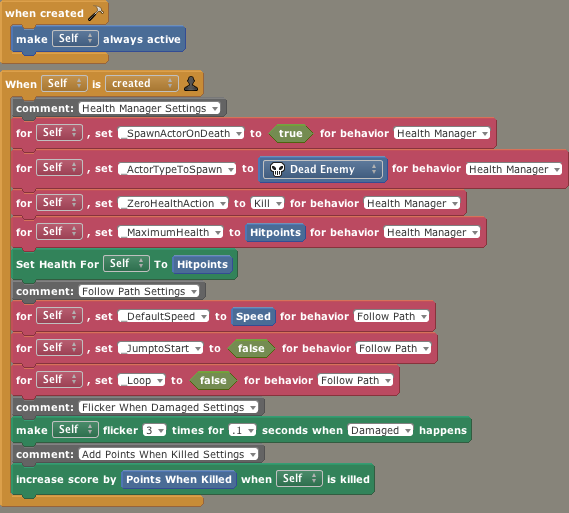 when created
make Self always active
When Self is created
comment: Health Manager Settings
for Self , set _SpawnActorOnDeath to true for behavior Health Manager
for Self , set _ActorTypeToSpawn to Dead Enemy for behavior Health Manager
for Self , set _ZeroHealthAction to Kill for behavior Health Manager
for Self , set _MaximumHealth to Hitpoints for behavior Health Manager
Set Health For Self To Hitpoints
comment: Follow Path Settings
for Self , set _DefaultSpeed to Speed for behavior Follow Path
for Self , set _JumptoStart to false for behavior Follow Path
for Self , set _Loop to false for behavior Follow Path
comment: Flicker When Damaged Settings
make Self flicker 3 times for .1 seconds when Damaged happens
comment: Add Points When Killed Settings
increase score by Points When Killed when Self is killed